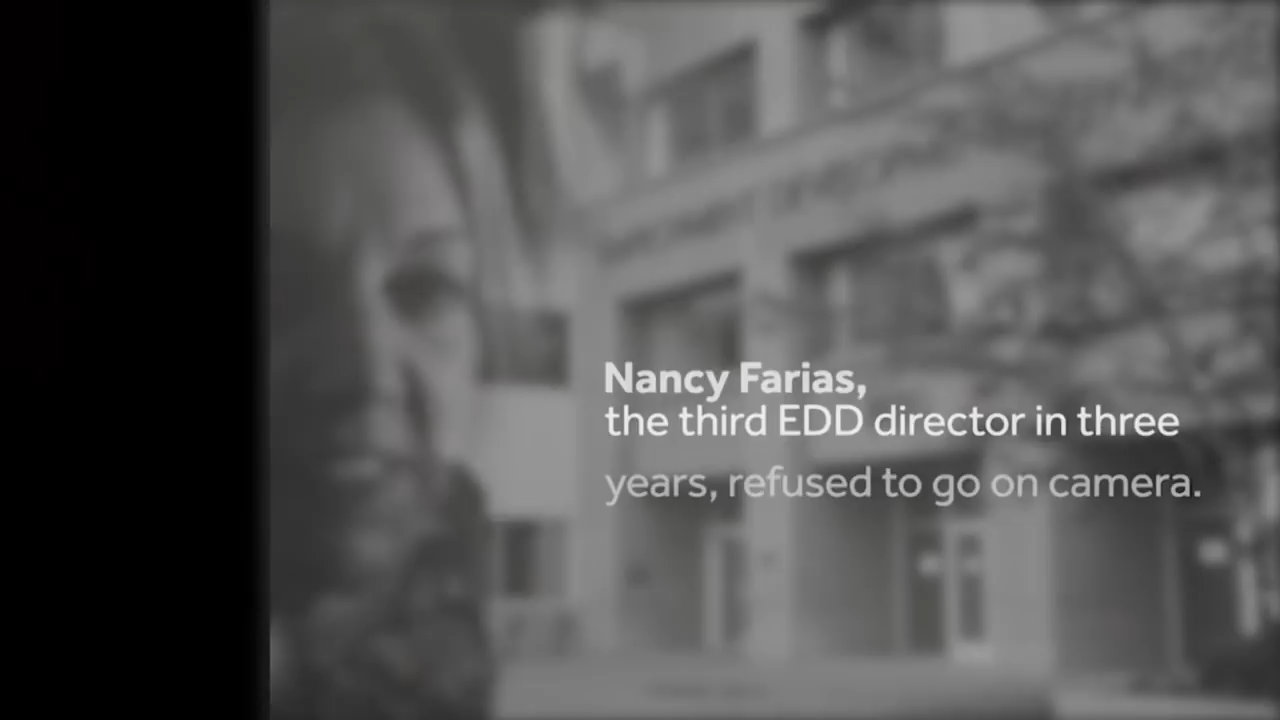 Nancy Farias,
the third EDD director in three
years, refused to go on camera.